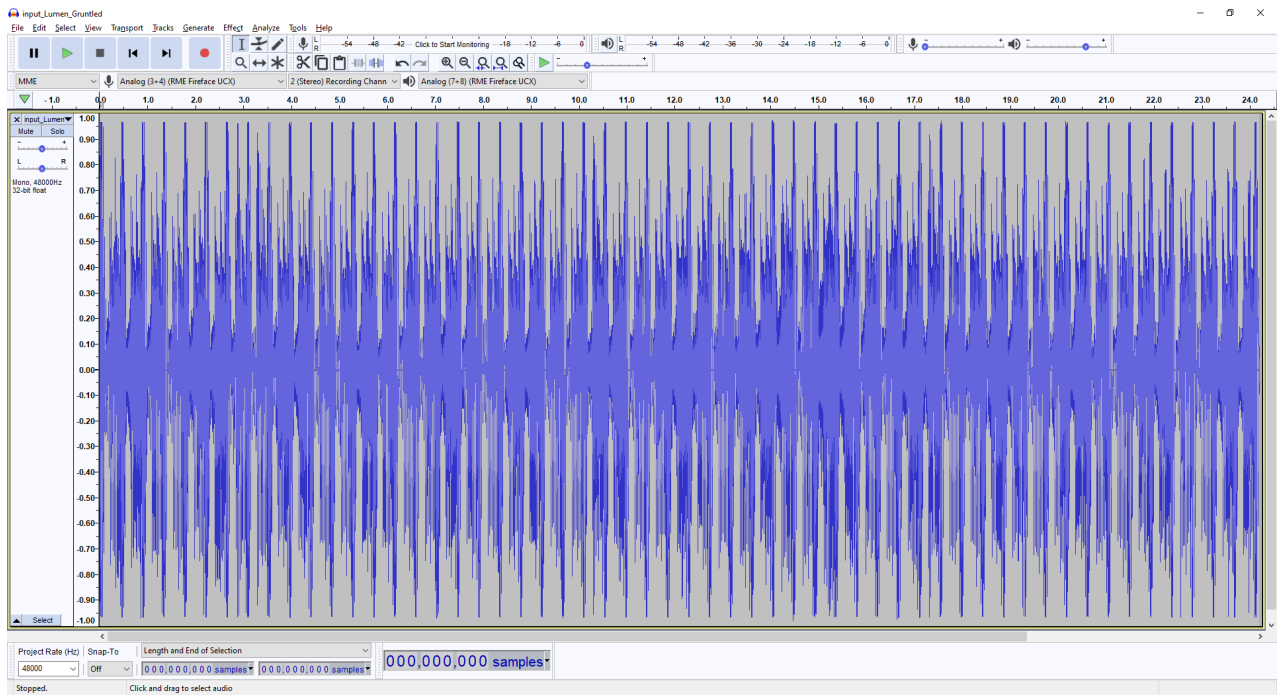 input_Lumen_Gruntled
File Edit Select View Transport Tracks Generate Effect Analyze Tools Help
L R -54 -48 -42 Click to Start Monitoring -18 -12 -6 0 L R -54 -48 -42 -36 -30 -24 -18 -12 -6 0 - + - +
- +
MME Analog (3+4) (RME Fireface UCX) 2 (Stereo) Recording Chann Analog (7+8) (RME Fireface UCX)
- 1.0 0.0 1.0 2.0 3.0 4.0 5.0 6.0 7.0 8.0 9.0 10.0 11.0 12.0 13.0 14.0 15.0 16.0 17.0 18.0 19.0 20.0 21.0 22.0 23.0 24.0
X input_Lumen 1.00
Mute Solo
- + 0.90
L R 0.80
Mono, 48000Hz
32-bit float 0.70
0.60
0.50
0.40
0.30
0.20
0.10
0.00
-0.10
-0.20
-0.30
-0.40
-0.50
-0.60
-0.70
-0.80
-0.90
Select -1.00
Project Rate (Hz) Snap-To Length and End of Selection
48000 Off 000,000,000 samples 000,000,000 samples 000,000,000 samples
Stopped. Click and drag to select audio